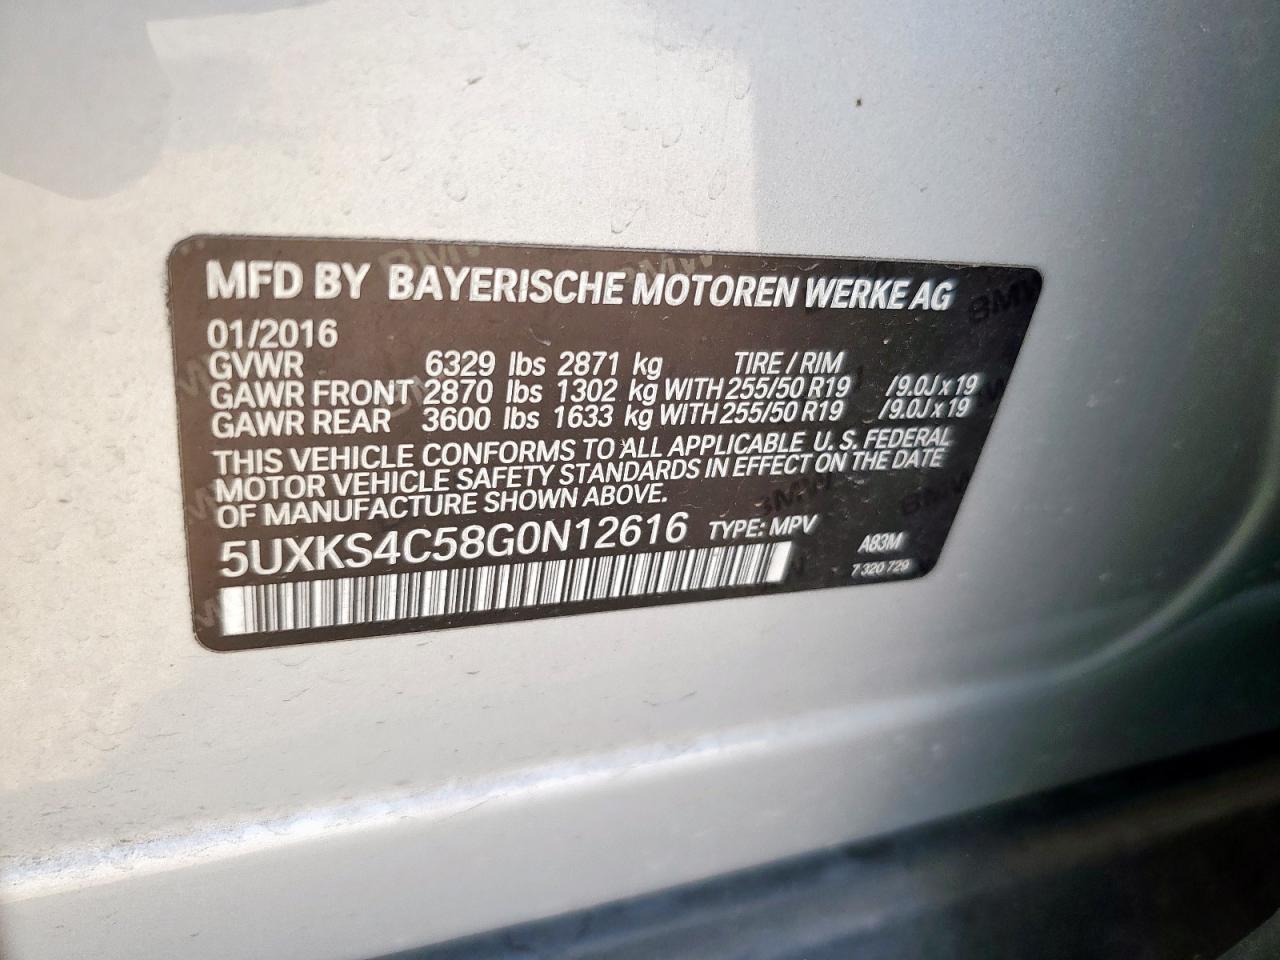 MFD BY BAYERISCHE MOTOREN WERKE AG
01/2016
GVWR 6329 lbs 2871 kg TIRE / RIM
GAWR FRONT 2870 lbs 1302 kg WITH 255/50 R19 /9.0J x 19
GAWR REAR 3600 lbs 1633 kg WITH 255/50 R19 /9.0J x 19
THIS VEHICLE CONFORMS TO ALL APPLICABLE U. S. FEDERAL
MOTOR VEHICLE SAFETY STANDARDS IN EFFECT ON THE DATE
OF MANUFACTURE SHOWN ABOVE.
5UXKS4C58G0N12616 TYPE: MPV
A83M
7 320 729